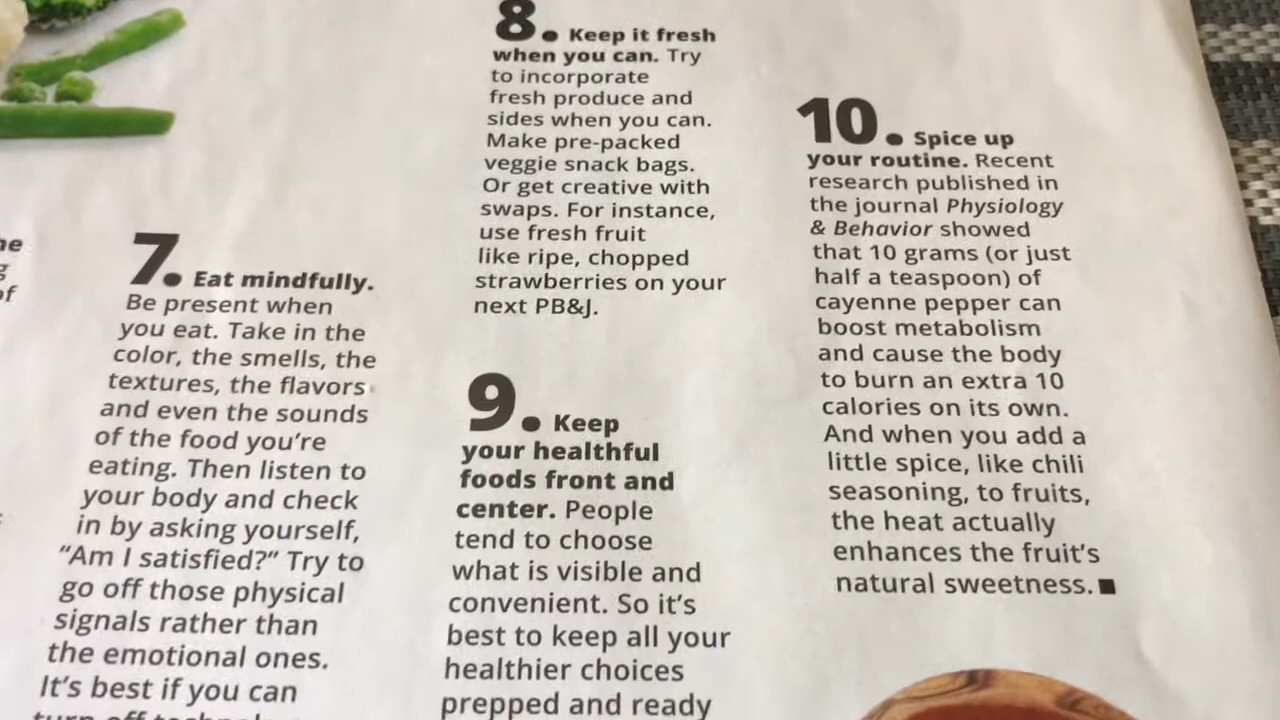 7. Eat mindfully.
Be present when
you eat. Take in the
color, the smells, the
textures, the flavors
and even the sounds
of the food you're
eating. Then listen to
your body and check
in by asking yourself,
"Am I satisfied?" Try to
go off those physical
signals rather than
the emotional ones.
It's best if you can
turn off
8. Keep it fresh
when you can. Try
to incorporate
fresh produce and
sides when you can.
Make pre-packed
veggie snack bags.
Or get creative with
swaps. For instance,
use fresh fruit
like ripe, chopped
strawberries on your
next PB&J.
9. Keep
your healthful
foods front and
center. People
tend to choose
what is visible and
convenient. So it's
best to keep all your
healthier choices
prepped and ready
10. Spice up
your routine. Recent
research published in
the journal Physiology
& Behavior showed
that 10 grams (or just
half a teaspoon) of
cayenne pepper can
boost metabolism
and cause the body
to burn an extra 10
calories on its own.
And when you add a
little spice, like chili
seasoning, to fruits,
the heat actually
enhances the fruit's
natural sweetness. ■